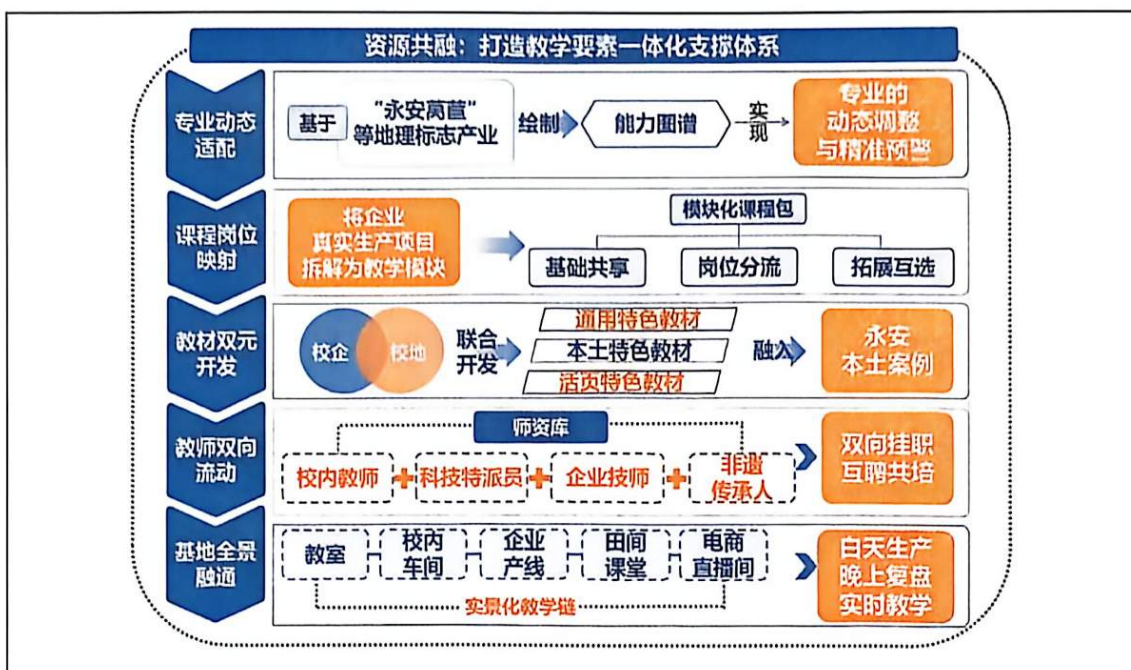 资源共融：打造教学要素一体化支撑体系
专业动态
适配
基于
“永安莴苣”
等地理标志产业
绘制
能力图谱
实
现
专业的
动态调整
与精准预警
课程岗位
映射
将企业
真实生产项目
拆解为教学模块
模块化课程包
基础共享
岗位分流
拓展互选
教材双元
开发
校企
校地
联合
开发
通用特色教材
本土特色教材
活页特色教材
融入
永安
本土案例
教师双向
流动
师资库
校内教师
科技特派员
企业技师
非遗
传承人
双向挂职
互聘共培
基地全景
融通
教室
校内
车间
企业
产线
田间
课堂
电商
直播间
实景化教学链
白天生产
晚上复盘
实时教学